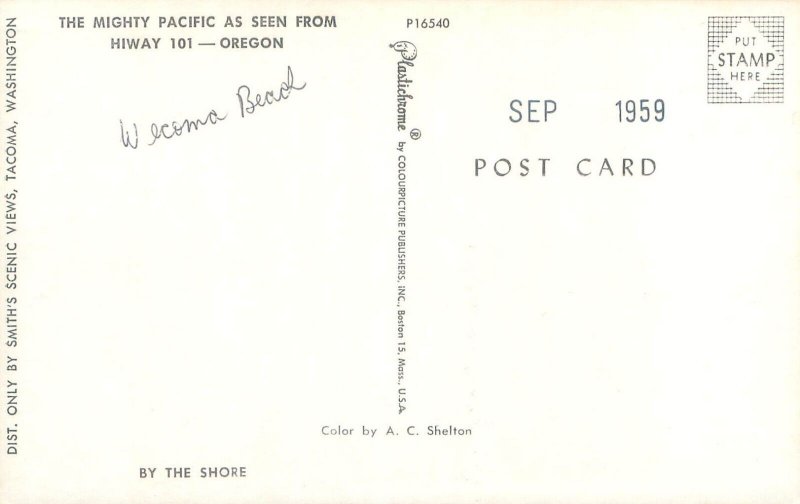 THE MIGHTY PACIFIC AS SEEN FROM
HIWAY 101 — OREGON
Wecoma Beach
P16540
PUT
STAMP
HERE
SEP 1959
POST CARD
Plastichrome ® by COLOURPICTURE PUBLISHERS, INC., Boston 15, Mass., U.S.A.
DIST. ONLY BY SMITH'S SCENIC VIEWS, TACOMA, WASHINGTON
Color by A. C. Shelton
BY THE SHORE